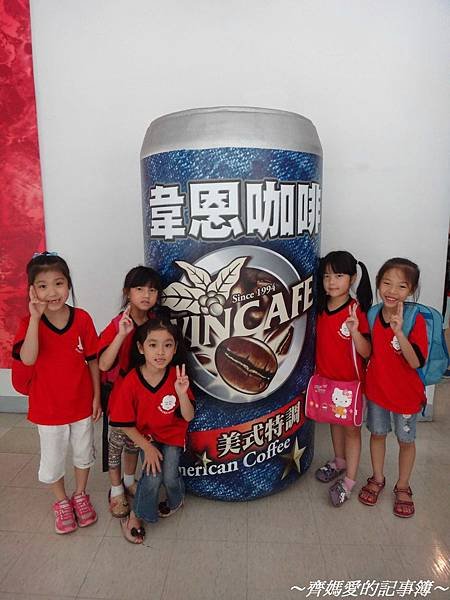 韋恩咖啡
Since 1994
WINCAFE
美式特調
American Coffee
～齊媽愛的記事簿～